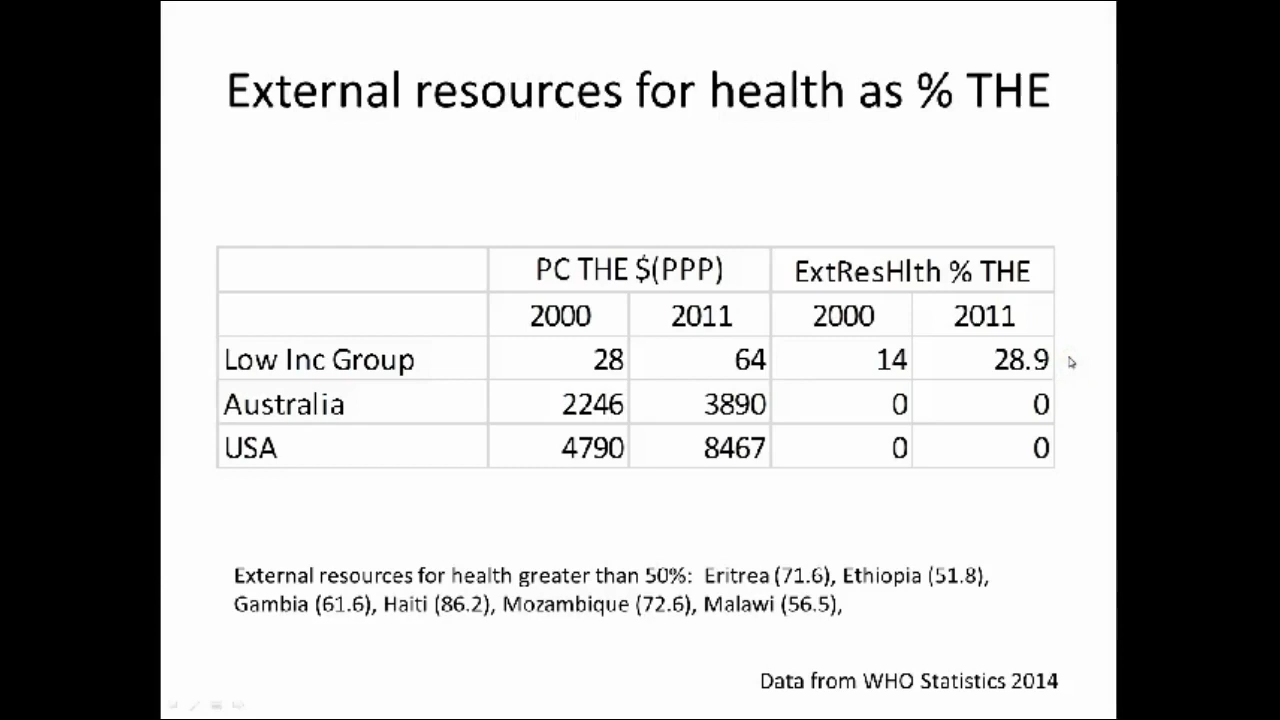 External resources for health as % THE
PC THE $(PPP) ExtResHlth % THE
2000 2011 2000 2011
Low Inc Group 28 64 14 28.9
Australia 2246 3890 0 0
USA 4790 8467 0 0
External resources for health greater than 50%: Eritrea (71.6), Ethiopia (51.8),
Gambia (61.6), Haiti (86.2), Mozambique (72.6), Malawi (56.5),
Data from WHO Statistics 2014